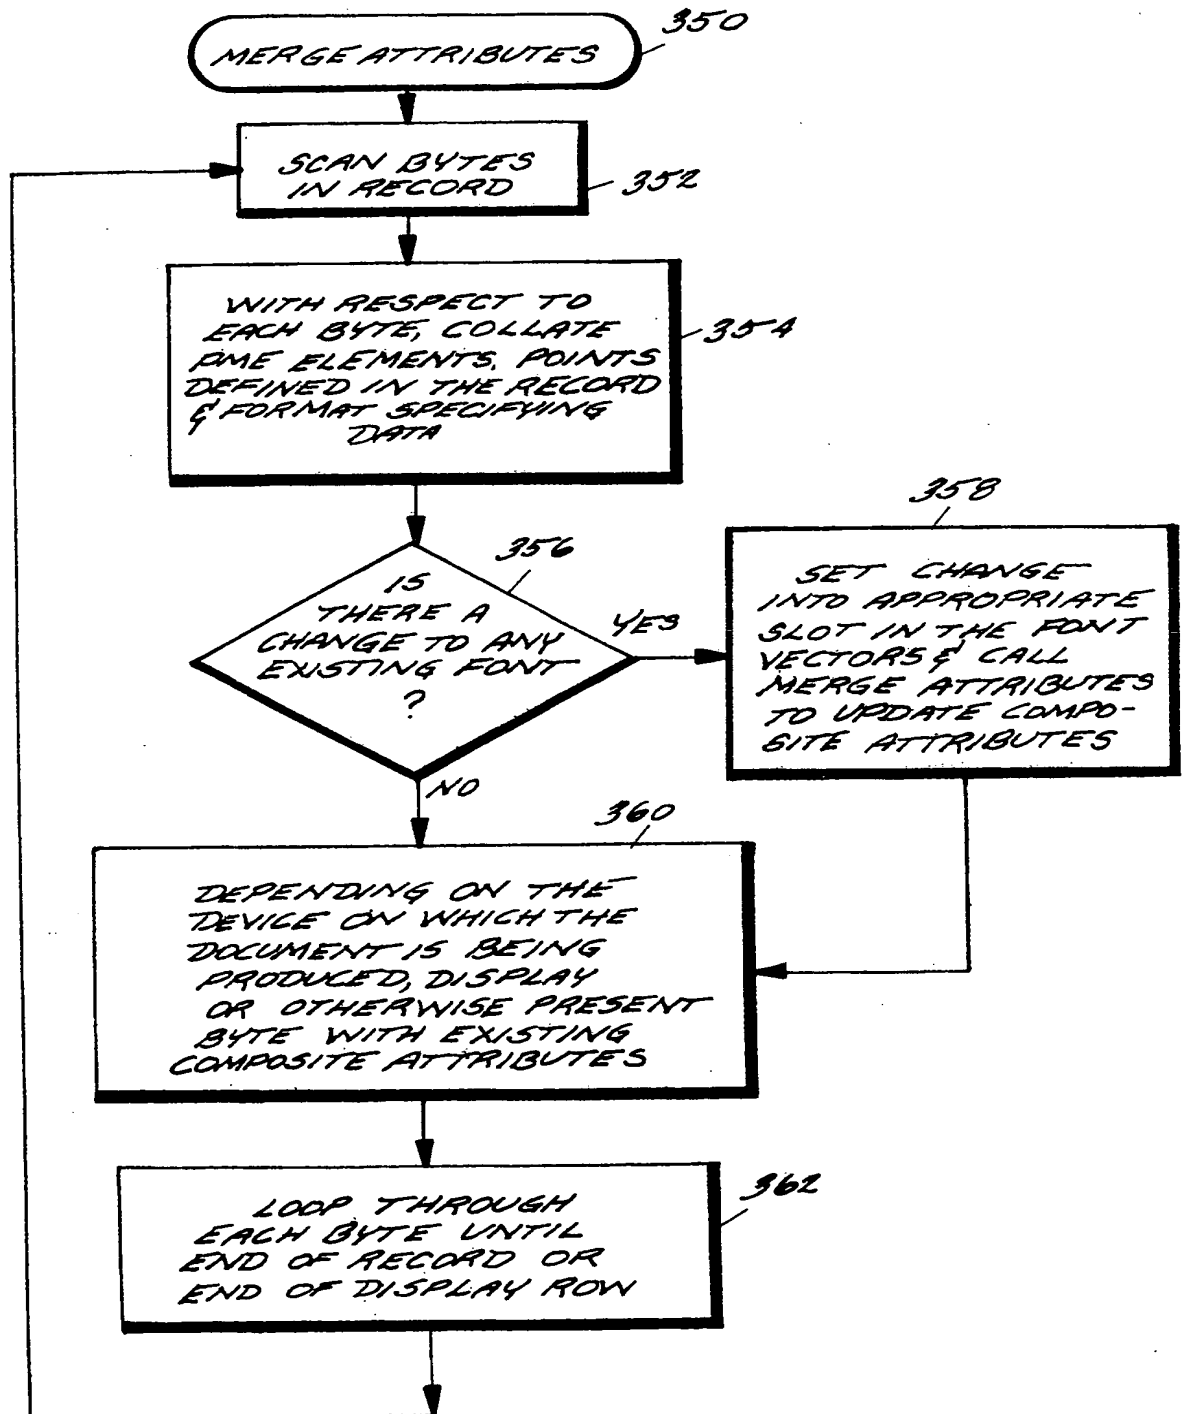 350
MERGE ATTRIBUTES
SCAN BYTES
IN RECORD
352
WITH RESPECT TO
EACH BYTE, COLLATE
PME ELEMENTS, POINTS
DEFINED IN THE RECORD
& FORMAT SPECIFYING
DATA
354
356
IS
THERE A
CHANGE TO ANY
EXISTING FONT
?
YES
NO
358
SET CHANGE
INTO APPROPRIATE
SLOT IN THE FONT
VECTORS & CALL
MERGE ATTRIBUTES
TO UPDATE COMPO-
SITE ATTRIBUTES
360
DEPENDING ON THE
DEVICE ON WHICH THE
DOCUMENT IS BEING
PRODUCED, DISPLAY
OR OTHERWISE PRESENT
BYTE WITH EXISTING
COMPOSITE ATTRIBUTES
LOOP THROUGH
EACH BYTE UNTIL
END OF RECORD OR
END OF DISPLAY ROW
362